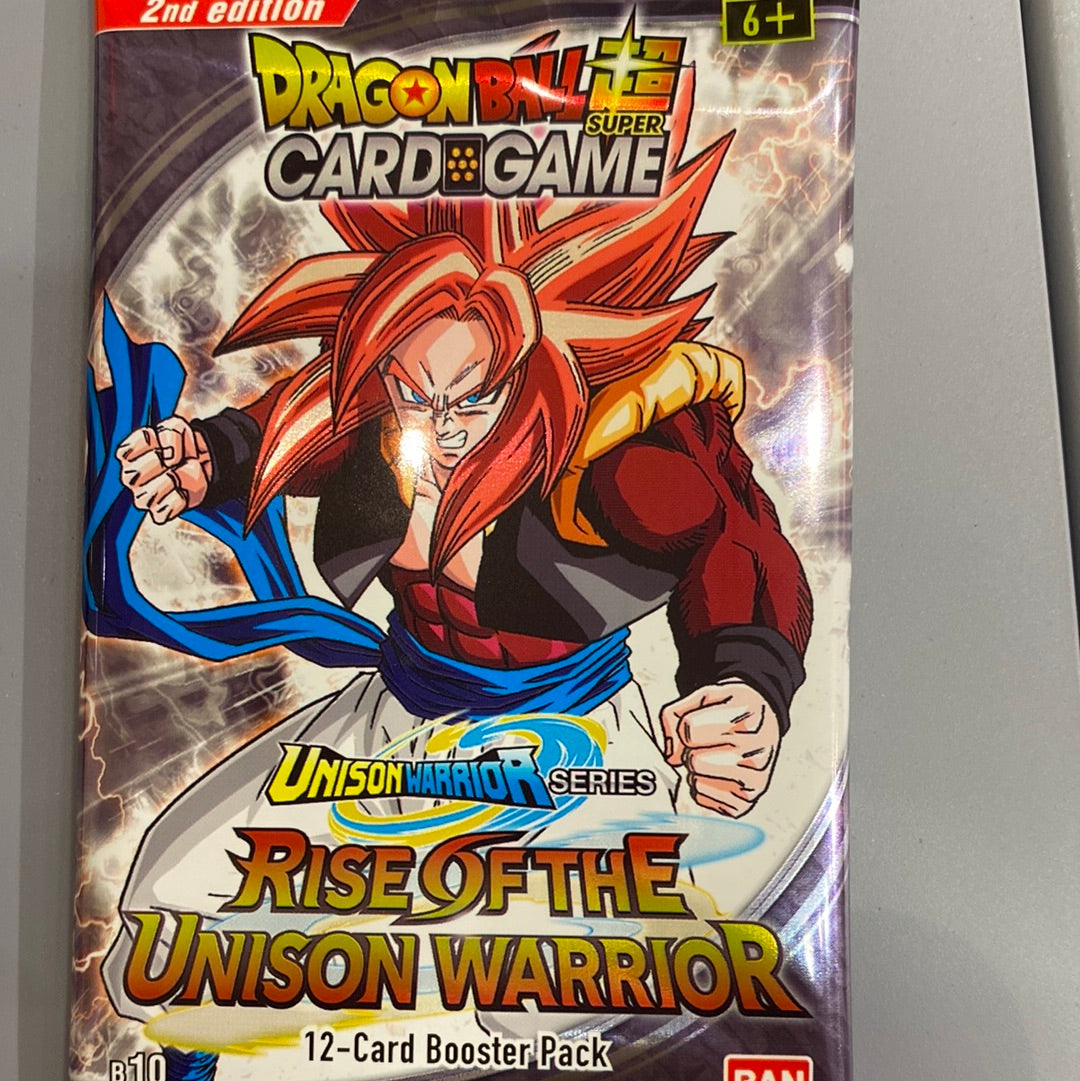 2nd edition
6+
DRAGON BALL 超
SUPER
CARD GAME
UNISON WARRIOR SERIES
RISE OF THE
UNISON WARRIOR
12-Card Booster Pack
B10
BAN